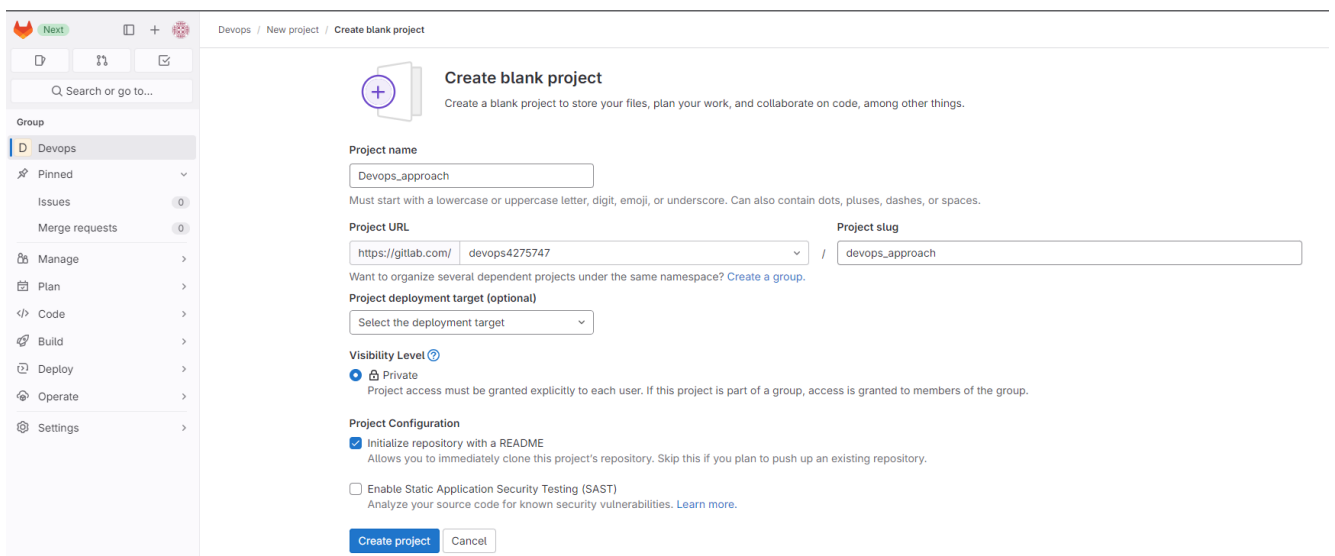 Next
Search or go to...
Group
D Devops
Pinned
Issues 0
Merge requests 0
Manage
Plan
Code
Build
Deploy
Operate
Settings
Devops / New project / Create blank project
Create blank project
Create a blank project to store your files, plan your work, and collaborate on code, among other things.
Project name
Devops_approach
Must start with a lowercase or uppercase letter, digit, emoji, or underscore. Can also contain dots, pluses, dashes, or spaces.
Project URL
Project slug
https://gitlab.com/ devops4275747 / devops_approach
Want to organize several dependent projects under the same namespace? Create a group.
Project deployment target (optional)
Select the deployment target
Visibility Level
Private
Project access must be granted explicitly to each user. If this project is part of a group, access is granted to members of the group.
Project Configuration
Initialize repository with a README
Allows you to immediately clone this project's repository. Skip this if you plan to push up an existing repository.
Enable Static Application Security Testing (SAST)
Analyze your source code for known security vulnerabilities. Learn more.
Create project Cancel